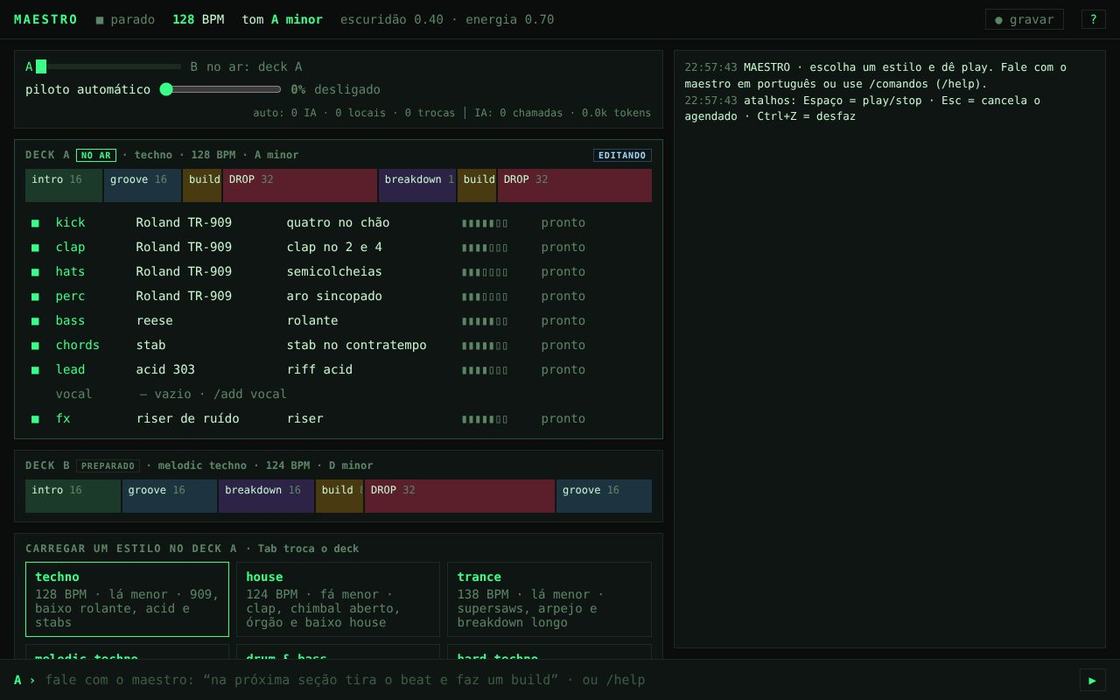 MAESTRO ■ parado 128 BPM tom A minor escuridão 0.40 · energia 0.70 ● gravar ?
A B no ar: deck A
piloto automático 0% desligado
auto: 0 IA · 0 locais · 0 trocas │ IA: 0 chamadas · 0.0k tokens
DECK A NO AR · techno · 128 BPM · A minor EDITANDO
intro 16 groove 16 build DROP 32 breakdown 1 build DROP 32
kick Roland TR-909 quatro no chão pronto
clap Roland TR-909 clap no 2 e 4 pronto
hats Roland TR-909 semicolcheias pronto
perc Roland TR-909 aro sincopado pronto
bass reese rolante pronto
chords stab stab no contratempo pronto
lead acid 303 riff acid pronto
vocal — vazio · /add vocal
fx riser de ruído riser pronto
DECK B PREPARADO · melodic techno · 124 BPM · D minor
intro 16 groove 16 breakdown 16 build DROP 32 groove 16
CARREGAR UM ESTILO NO DECK A · Tab troca o deck
techno
128 BPM · lá menor · 909,
baixo rolante, acid e
stabs
house
124 BPM · fá menor ·
clap, chimbal aberto,
órgão e baixo house
trance
138 BPM · lá menor ·
supersaws, arpejo e
breakdown longo
melodic techno drum & bass hard techno
22:57:43 MAESTRO · escolha um estilo e dê play. Fale com o
maestro em português ou use /comandos (/help).
22:57:43 atalhos: Espaço = play/stop · Esc = cancela o
agendado · Ctrl+Z = desfaz
A › fale com o maestro: “na próxima seção tira o beat e faz um build” · ou /help ▶